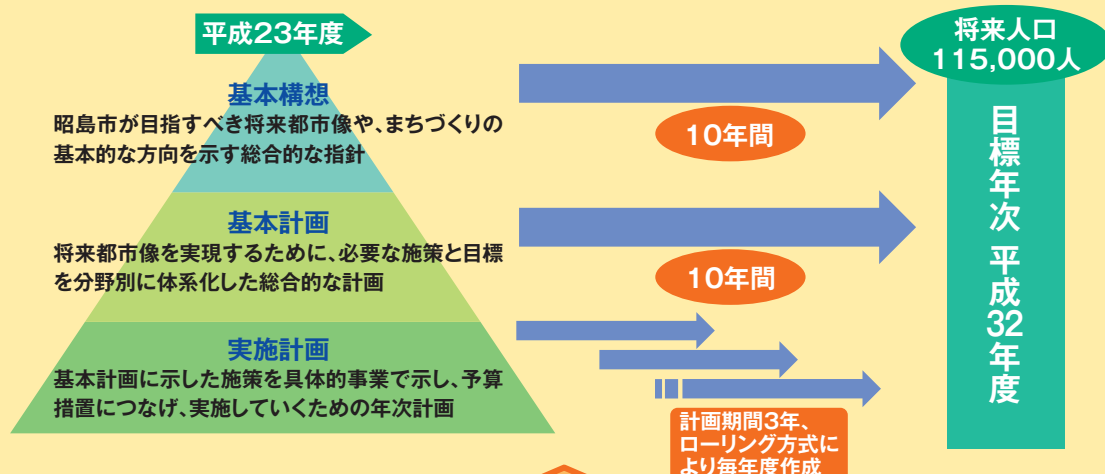 平成23年度
基本構想
昭島市が目指すべき将来都市像や、まちづくりの
基本的な方向を示す総合的な指針
10年間
基本計画
将来都市像を実現するために、必要な施策と目標
を分野別に体系化した総合的な計画
10年間
実施計画
基本計画に示した施策を具体的事業で示し、予算
措置につなげ、実施していくための年次計画
計画期間3年、
ローリング方式に
より毎年度作成
将来人口
115,000人
目標年次 平成32年度